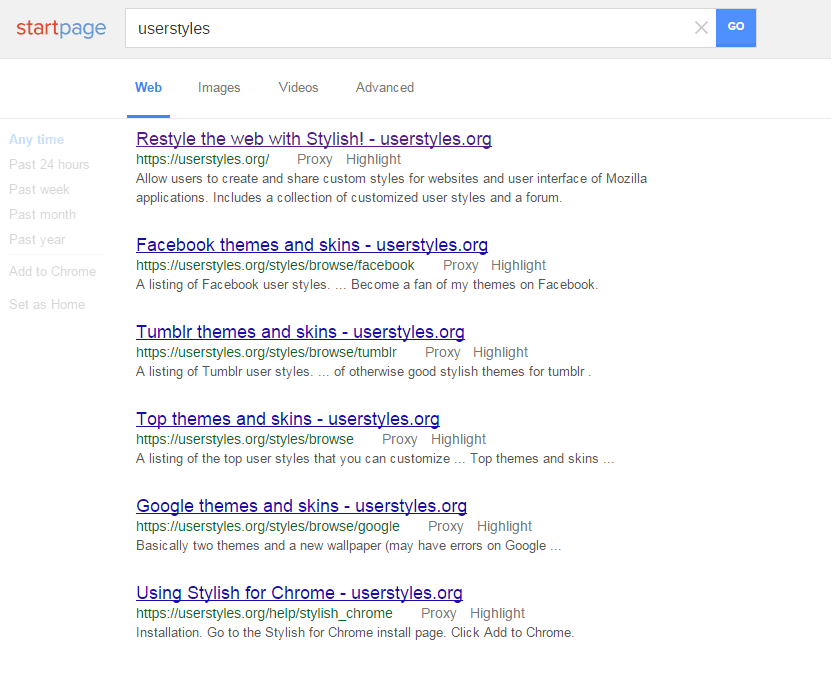 startpage
userstyles
GO
Web Images Videos Advanced
Any time
Past 24 hours
Past week
Past month
Past year
Add to Chrome
Set as Home
Restyle the web with Stylish! - userstyles.org
https://userstyles.org/ Proxy Highlight
Allow users to create and share custom styles for websites and user interface of Mozilla
applications. Includes a collection of customized user styles and a forum.
Facebook themes and skins - userstyles.org
https://userstyles.org/styles/browse/facebook Proxy Highlight
A listing of Facebook user styles. ... Become a fan of my themes on Facebook.
Tumblr themes and skins - userstyles.org
https://userstyles.org/styles/browse/tumblr Proxy Highlight
A listing of Tumblr user styles. ... of otherwise good stylish themes for tumblr .
Top themes and skins - userstyles.org
https://userstyles.org/styles/browse Proxy Highlight
A listing of the top user styles that you can customize ... Top themes and skins ...
Google themes and skins - userstyles.org
https://userstyles.org/styles/browse/google Proxy Highlight
Basically two themes and a new wallpaper (may have errors on Google ...
Using Stylish for Chrome - userstyles.org
https://userstyles.org/help/stylish_chrome Proxy Highlight
Installation. Go to the Stylish for Chrome install page. Click Add to Chrome.